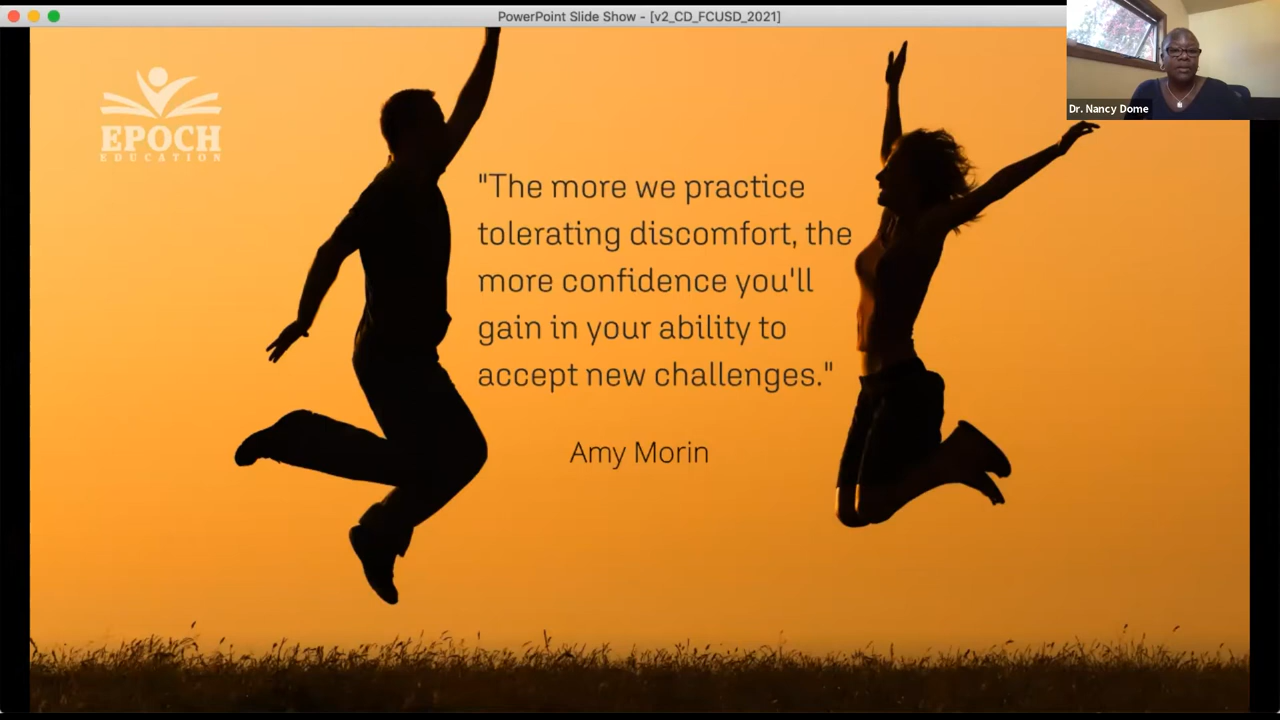 PowerPoint Slide Show - [v2_CD_FCUSD_2021]
Dr. Nancy Dome
EPOCH
EDUCATION
"The more we practice
tolerating discomfort, the
more confidence you'll
gain in your ability to
accept new challenges."
Amy Morin